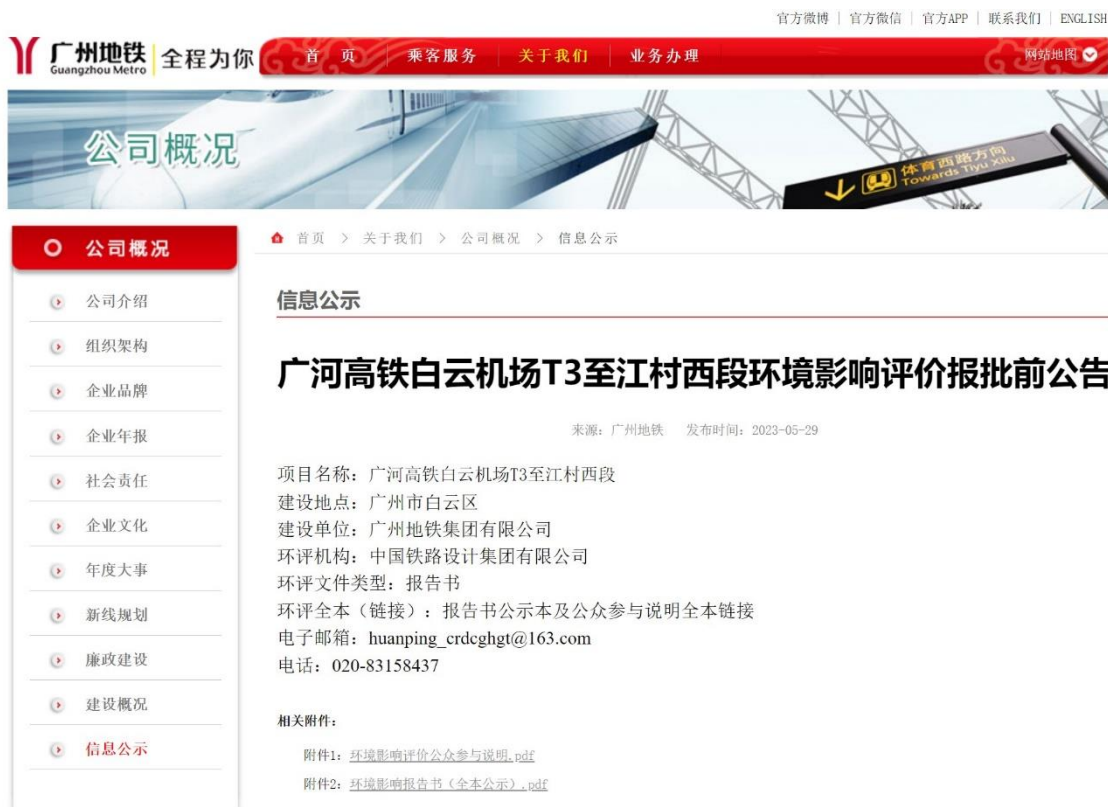 官方微博 | 官方微信 | 官方APP | 联系我们 | ENGLISH
广州地铁 全程为你
Guangzhou Metro
首 页 乘客服务 关于我们 业务办理 网站地图
公司概况
体育西路方向
Towards Tiyu Xilu
公司概况
首页 > 关于我们 > 公司概况 > 信息公示
公司介绍
组织架构
企业品牌
企业年报
社会责任
企业文化
年度大事
新线规划
廉政建设
建设概况
信息公示
信息公示
广河高铁白云机场T3至江村西段环境影响评价报批前公告
来源：广州地铁 发布时间：2023-05-29
项目名称：广河高铁白云机场T3至江村西段
建设地点：广州市白云区
建设单位：广州地铁集团有限公司
环评机构：中国铁路设计集团有限公司
环评文件类型：报告书
环评全本（链接）：报告书公示本及公众参与说明全本链接
电子邮箱：huanping_crdcghgt@163.com
电话：020-83158437
相关附件：
附件1：环境影响评价公众参与说明.pdf
附件2：环境影响报告书（全本公示）.pdf